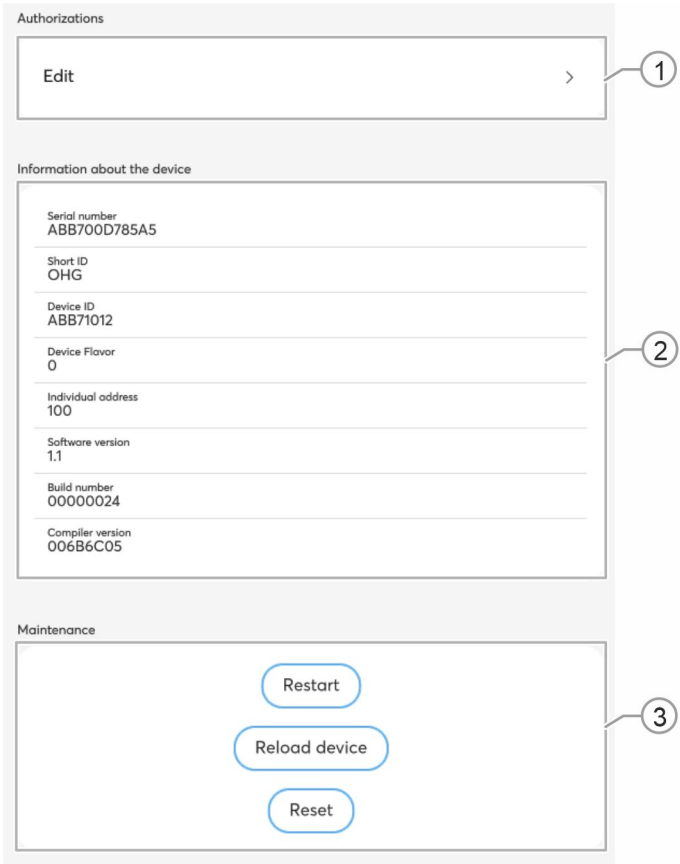 Authorizations
Edit
1
Information about the device
Serial number
ABB700D785A5
Short ID
OHG
Device ID
ABB71012
2
Device Flavor
0
Individual address
100
Software version
1.1
Build number
00000024
Compiler version
006B6C05
Maintenance
Restart
3
Reload device
Reset